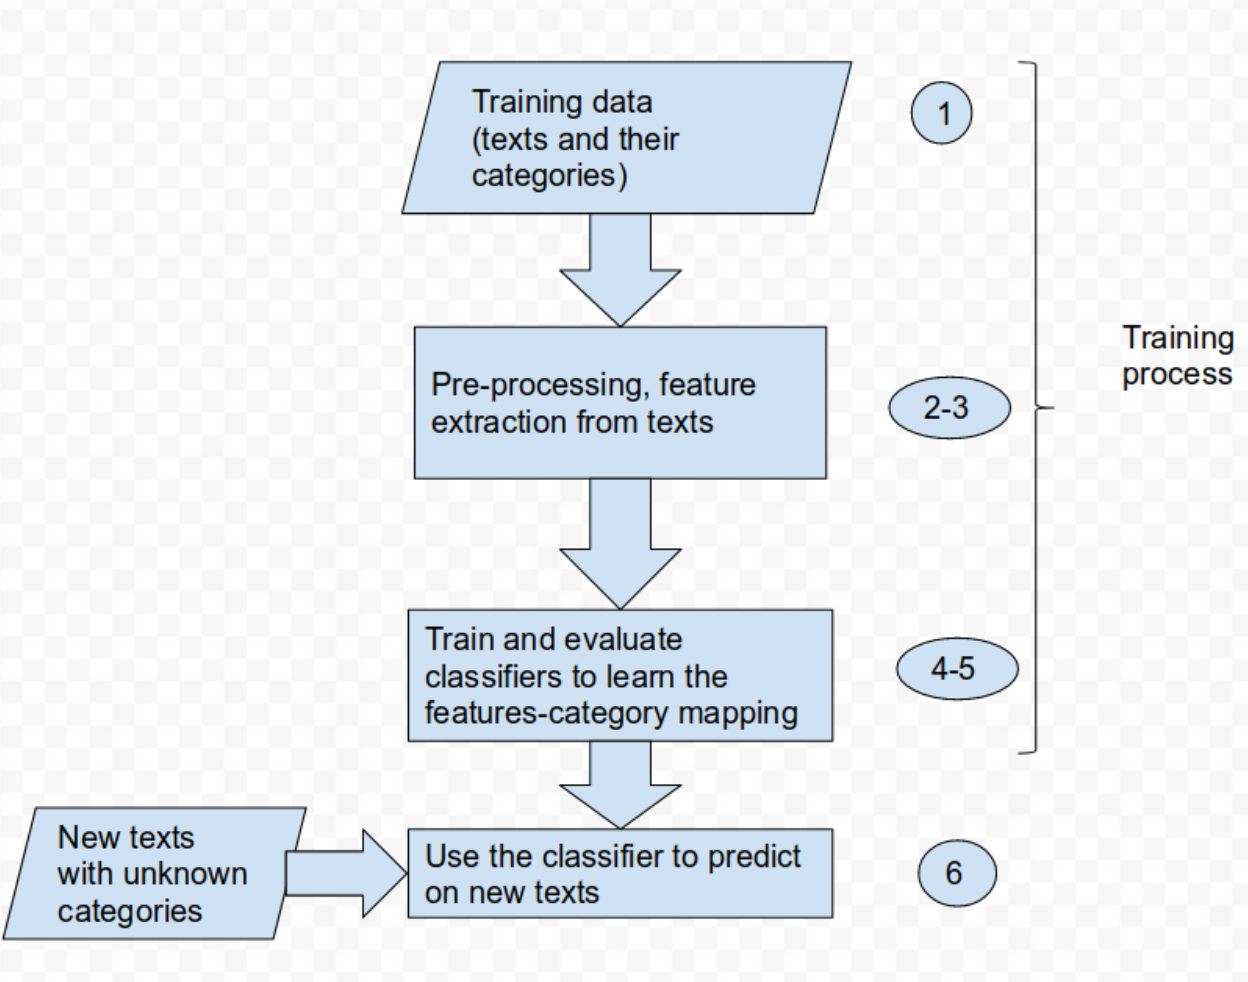 Training data
(texts and their
categories)
1
Pre-processing, feature
extraction from texts
2-3
Training
process
Train and evaluate
classifiers to learn the
features-category mapping
4-5
New texts
with unknown
categories
Use the classifier to predict
on new texts
6